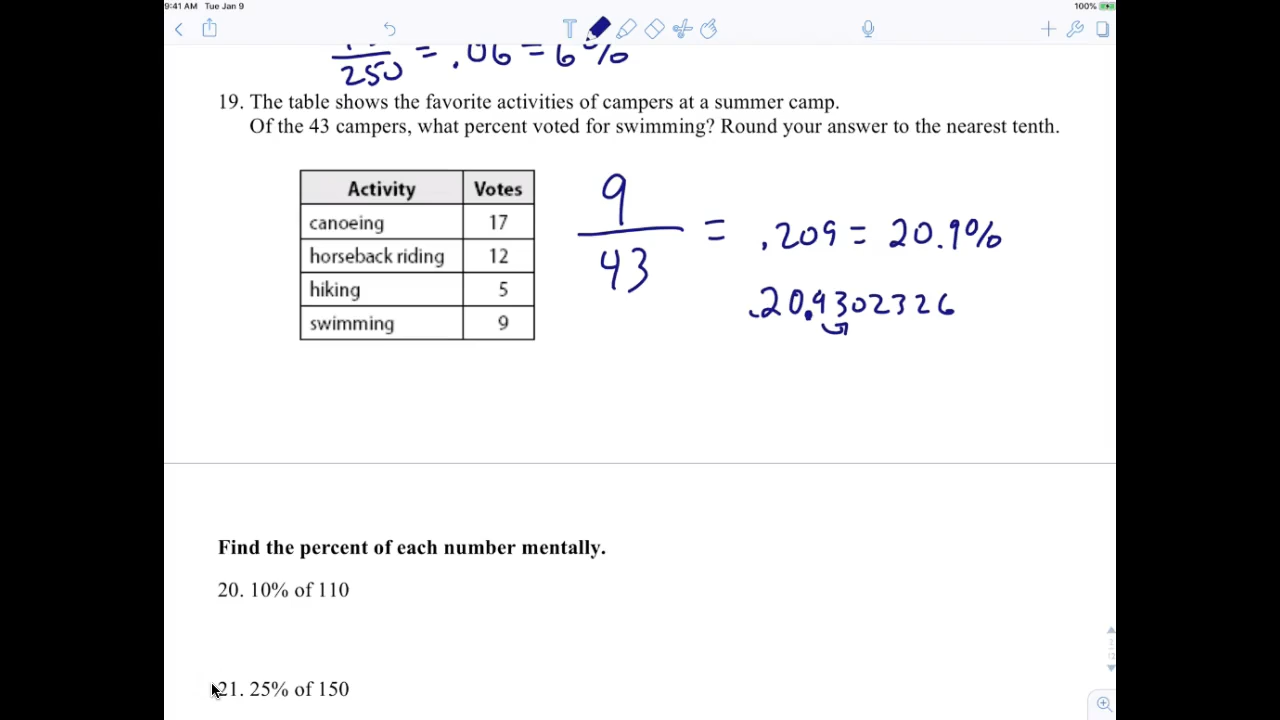 9:41 AM Tue Jan 9
100%
250 = .06 = 6%
19. The table shows the favorite activities of campers at a summer camp.
Of the 43 campers, what percent voted for swimming? Round your answer to the nearest tenth.
Activity Votes
canoeing 17
horseback riding 12
hiking 5
swimming 9
9
43
= .209 = 20.9%
.20.9302326
Find the percent of each number mentally.
20. 10% of 110
21. 25% of 150